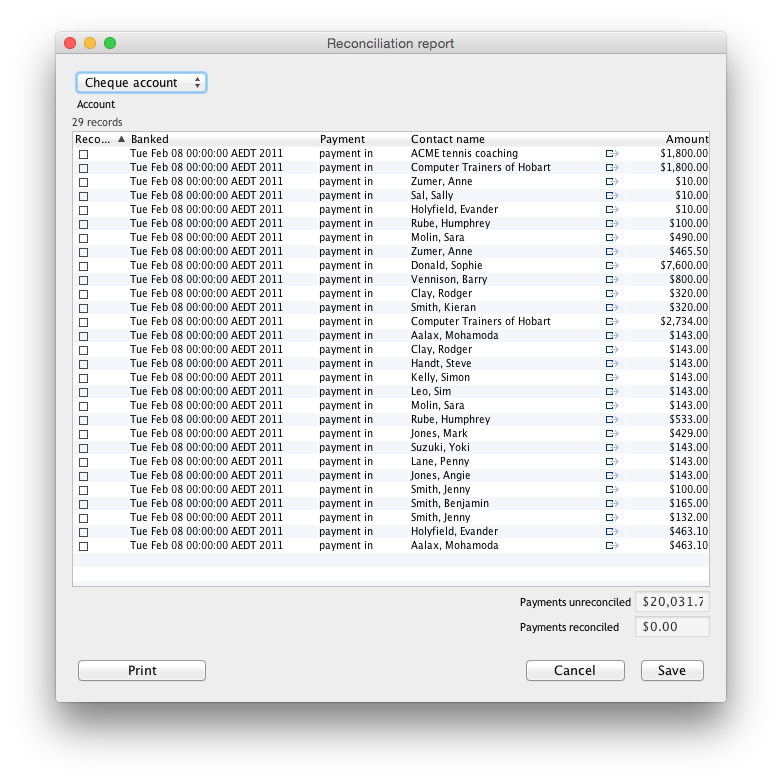 Reconciliation report
Cheque account
Account
29 records
Reco... Banked Payment Contact name Amount
Tue Feb 08 00:00:00 AEDT 2011 payment in ACME tennis coaching $1,800.00
Tue Feb 08 00:00:00 AEDT 2011 payment in Computer Trainers of Hobart $1,800.00
Tue Feb 08 00:00:00 AEDT 2011 payment in Zumer, Anne $10.00
Tue Feb 08 00:00:00 AEDT 2011 payment in Sal, Sally $10.00
Tue Feb 08 00:00:00 AEDT 2011 payment in Holyfield, Evander $10.00
Tue Feb 08 00:00:00 AEDT 2011 payment in Rube, Humphrey $100.00
Tue Feb 08 00:00:00 AEDT 2011 payment in Molin, Sara $490.00
Tue Feb 08 00:00:00 AEDT 2011 payment in Zumer, Anne $465.50
Tue Feb 08 00:00:00 AEDT 2011 payment in Donald, Sophie $7,600.00
Tue Feb 08 00:00:00 AEDT 2011 payment in Vennison, Barry $800.00
Tue Feb 08 00:00:00 AEDT 2011 payment in Clay, Rodger $320.00
Tue Feb 08 00:00:00 AEDT 2011 payment in Smith, Kieran $320.00
Tue Feb 08 00:00:00 AEDT 2011 payment in Computer Trainers of Hobart $2,734.00
Tue Feb 08 00:00:00 AEDT 2011 payment in Aalax, Mohamoda $143.00
Tue Feb 08 00:00:00 AEDT 2011 payment in Clay, Rodger $143.00
Tue Feb 08 00:00:00 AEDT 2011 payment in Handt, Steve $143.00
Tue Feb 08 00:00:00 AEDT 2011 payment in Kelly, Simon $143.00
Tue Feb 08 00:00:00 AEDT 2011 payment in Leo, Sim $143.00
Tue Feb 08 00:00:00 AEDT 2011 payment in Molin, Sara $143.00
Tue Feb 08 00:00:00 AEDT 2011 payment in Rube, Humphrey $533.00
Tue Feb 08 00:00:00 AEDT 2011 payment in Jones, Mark $429.00
Tue Feb 08 00:00:00 AEDT 2011 payment in Suzuki, Yoki $143.00
Tue Feb 08 00:00:00 AEDT 2011 payment in Lane, Penny $143.00
Tue Feb 08 00:00:00 AEDT 2011 payment in Jones, Angie $143.00
Tue Feb 08 00:00:00 AEDT 2011 payment in Smith, Jenny $100.00
Tue Feb 08 00:00:00 AEDT 2011 payment in Smith, Benjamin $165.00
Tue Feb 08 00:00:00 AEDT 2011 payment in Smith, Jenny $132.00
Tue Feb 08 00:00:00 AEDT 2011 payment in Holyfield, Evander $463.10
Tue Feb 08 00:00:00 AEDT 2011 payment in Aalax, Mohamoda $463.10
Payments unreconciled $20,031.7
Payments reconciled $0.00
Print Cancel Save